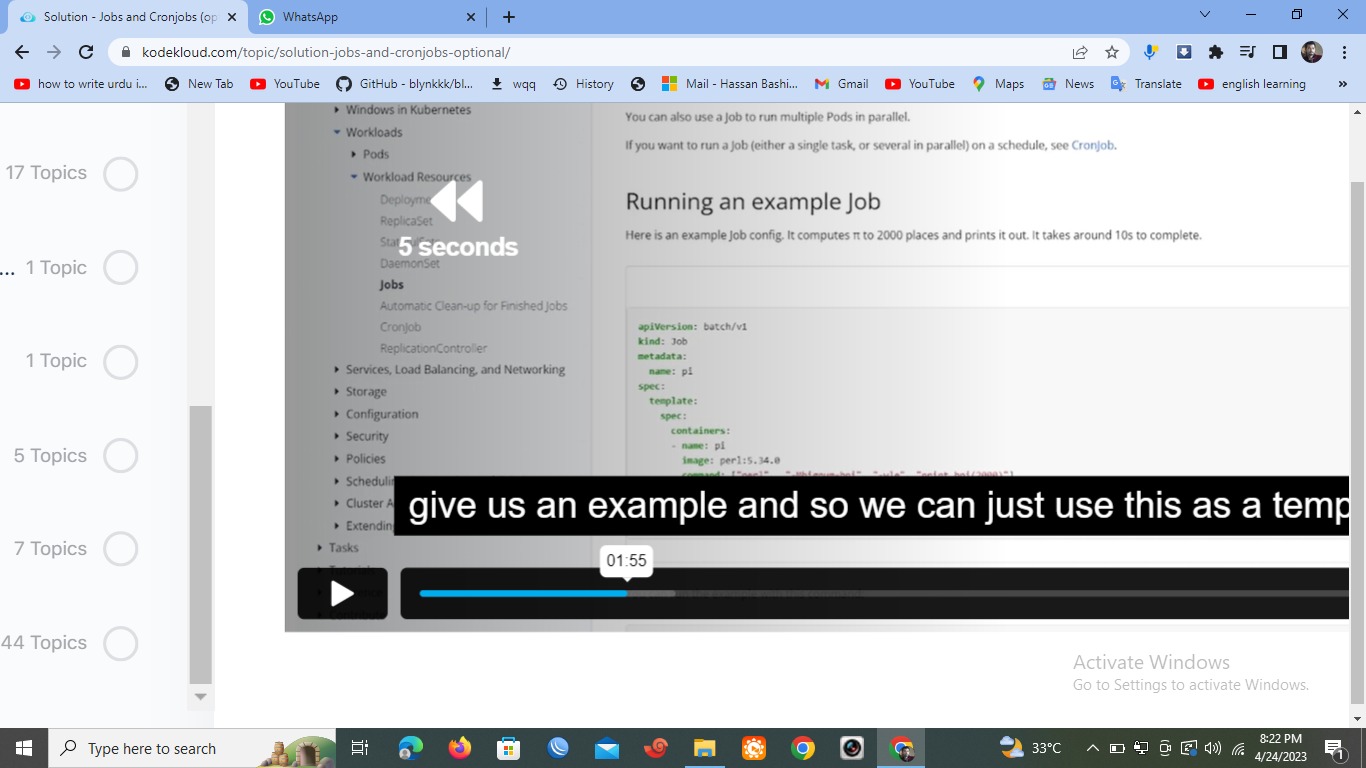 Solution - Jobs and Cronjobs (op
WhatsApp
kodekloud.com/topic/solution-jobs-and-cronjobs-optional/
how to write urdu i...
New Tab
YouTube
GitHub - blynkkk/bl...
wqq
History
Mail - Hassan Bashi...
Gmail
YouTube
Maps
News
Translate
english learning
»
17 Topics
... 1 Topic
1 Topic
5 Topics
7 Topics
44 Topics
Windows in Kubernetes
Workloads
Pods
Workload Resources
Deployme
ReplicaSet
5 seconds
DaemonSet
Jobs
Automatic Clean-up for Finished Jobs
CronJob
ReplicationController
Services, Load Balancing, and Networking
Storage
Configuration
Security
Policies
Schedulin
Cluster A
Extendin
Tasks
You can also use a Job to run multiple Pods in parallel.
If you want to run a Job (either a single task, or several in parallel) on a schedule, see CronJob.
Running an example Job
Here is an example Job config. It computes π to 2000 places and prints it out. It takes around 10s to complete.
apiVersion: batch/v1
kind: Job
metadata:
name: pi
spec:
template:
spec:
containers:
- name: pi
image: perl:5.34.0
give us an example and so we can just use this as a temp
01:55
Activate Windows
Go to Settings to activate Windows.
Type here to search
33°C
8:22 PM
4/24/2023
1